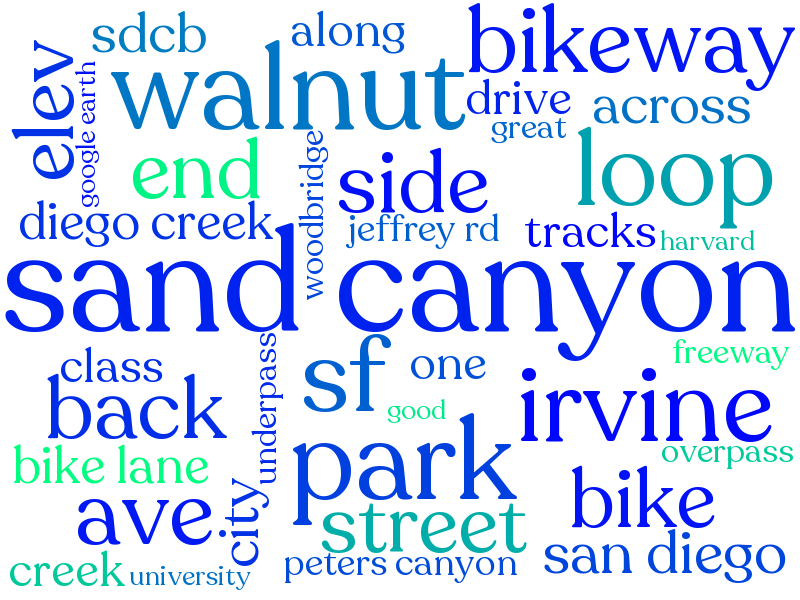 sdcb
along
bikeway
elev
google earth
walnut
drive
great
across
end
woodbridge
side
loop
diego creek
jeffrey rd
tracks
harvard
sand canyon
class
underpass
sf
one
freeway
back
good
irvine
bike lane
park
overpass
ave
city
street
bike
creek
university
peters canyon
san diego